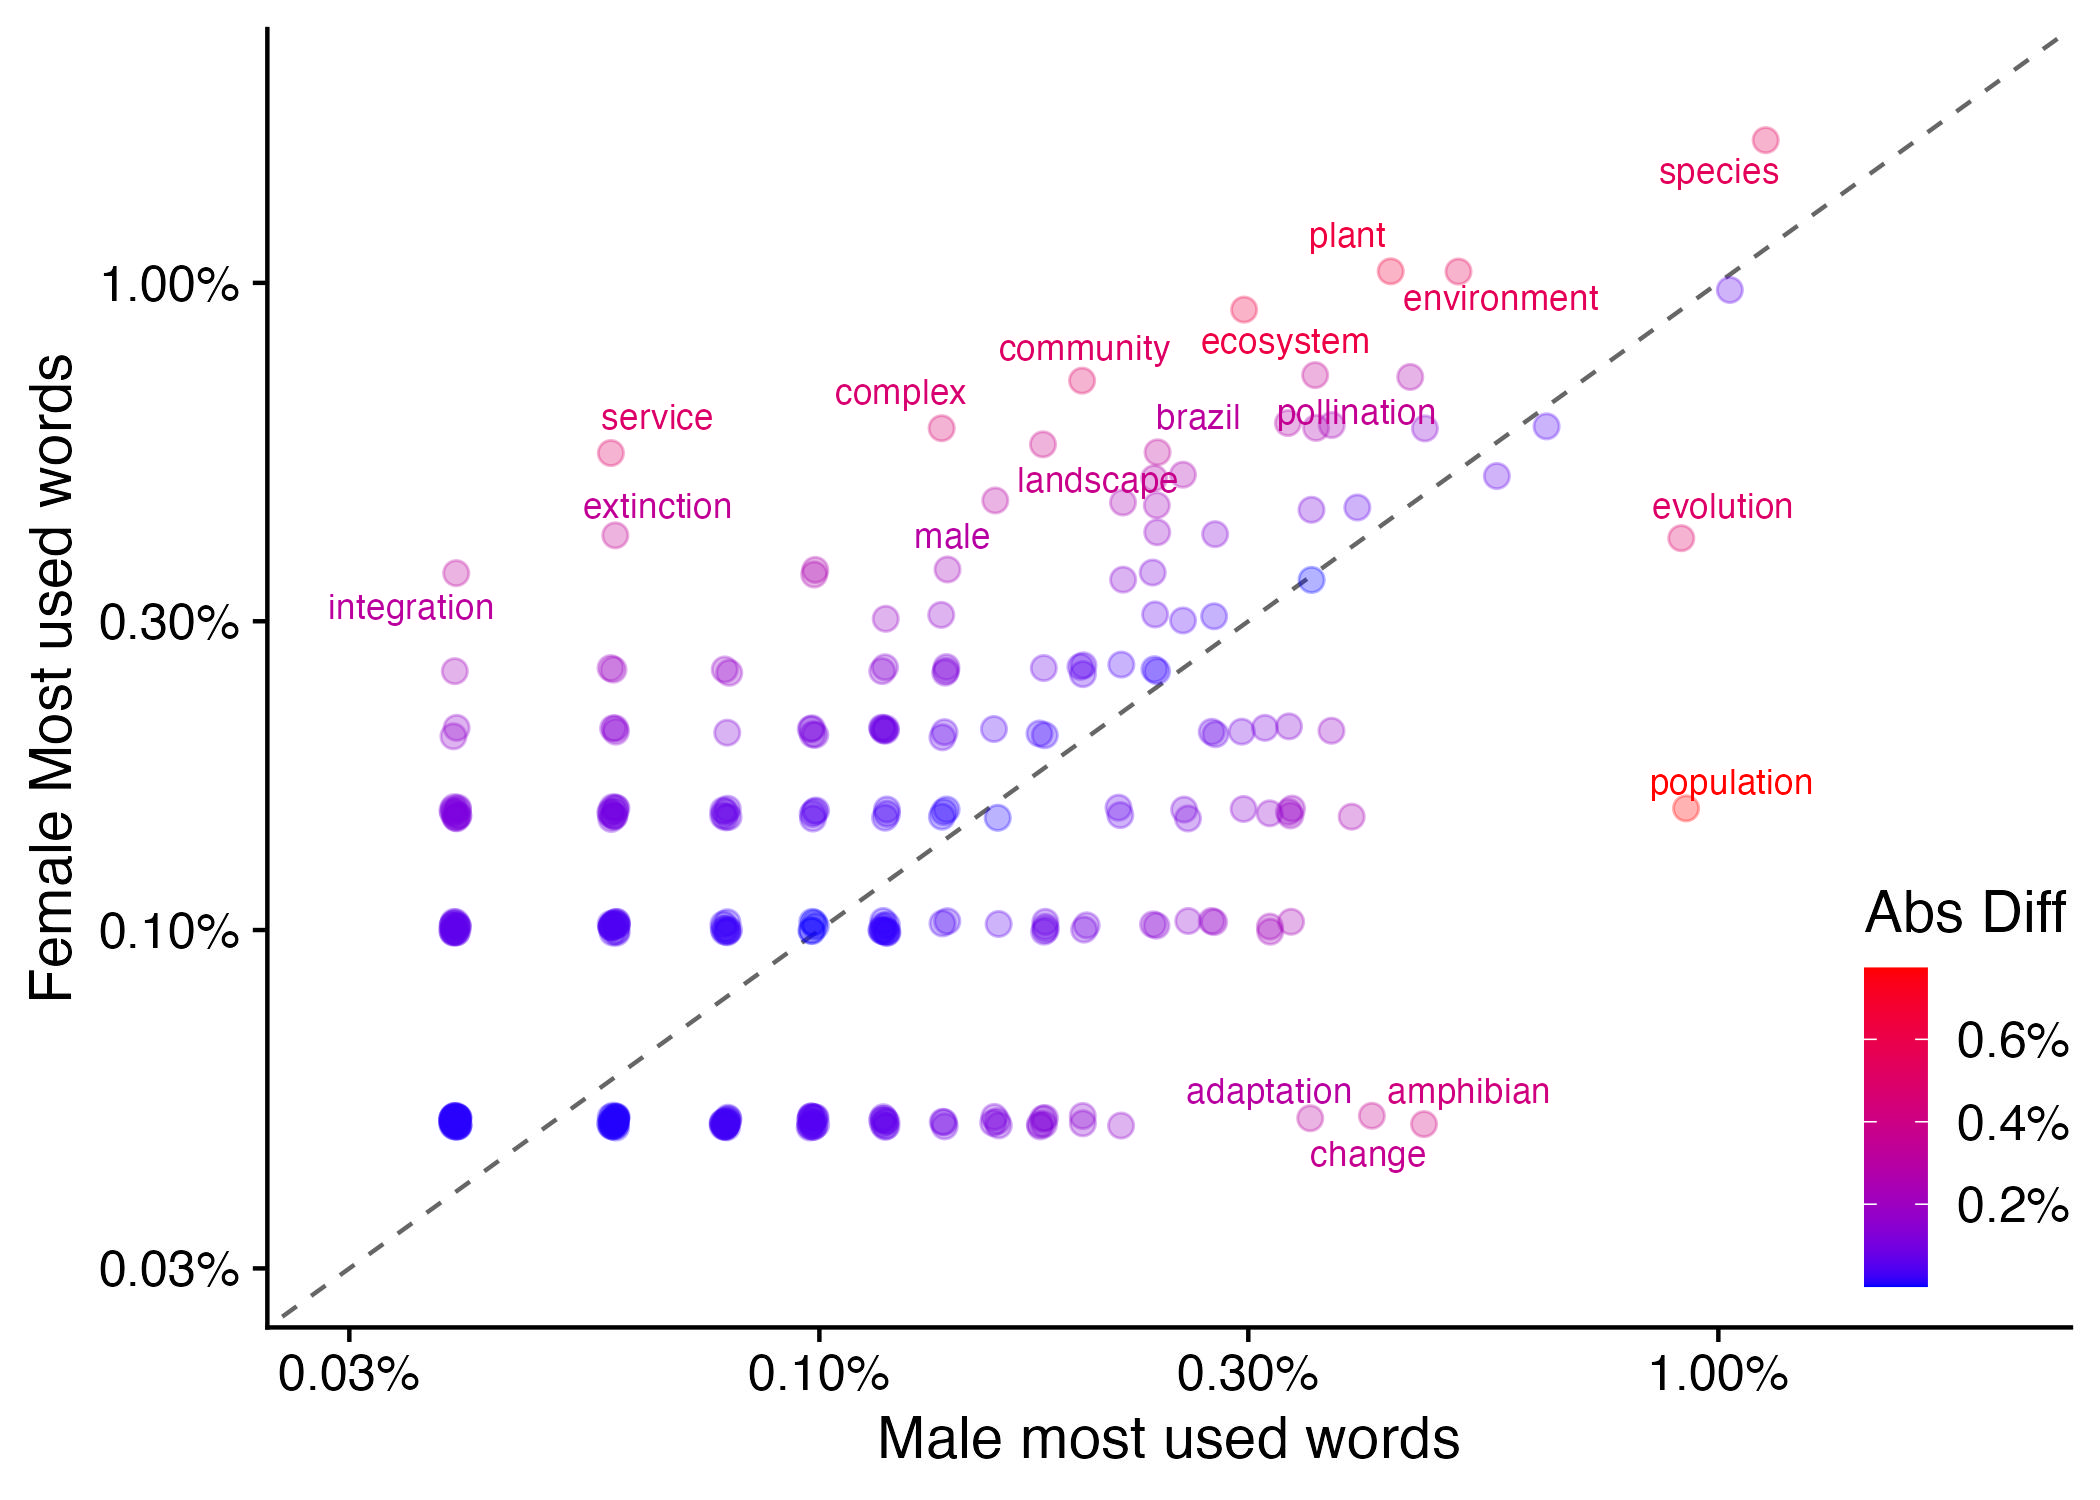 species
plant
environment
ecosystem
community
complex
pollination
brazil
service
landscape
extinction
evolution
male
integration
population
adaptation
amphibian
change
Female Most used words
1.00%
0.30%
0.10%
0.03%
0.03%
0.10%
0.30%
1.00%
Male most used words
Abs Diff
0.6%
0.4%
0.2%